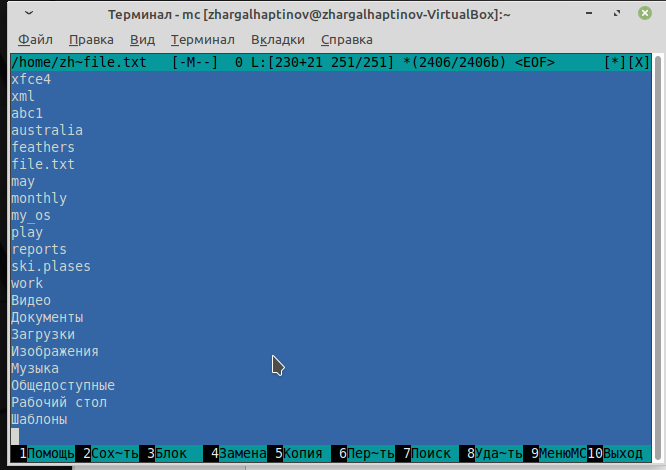 Терминал - mc [zhargalhaptinov@zhargalhaptinov-VirtualBox]:~
Файл Правка Вид Терминал Вкладки Справка
/home/zh~file.txt [-M--] 0 L:[230+21 251/251] *(2406/2406b) <EOF> [*][X]
xfce4
xml
abc1
australia
feathers
file.txt
may
monthly
my_os
play
reports
ski.plases
work
Видео
Документы
Загрузки
Изображения
Музыка
Общедоступные
Рабочий стол
Шаблоны
1Помощь 2Сох~ть 3Блок 4Замена 5Копия 6Пер~ть 7Поиск 8Уда~ть 9МенюMC 10Выход